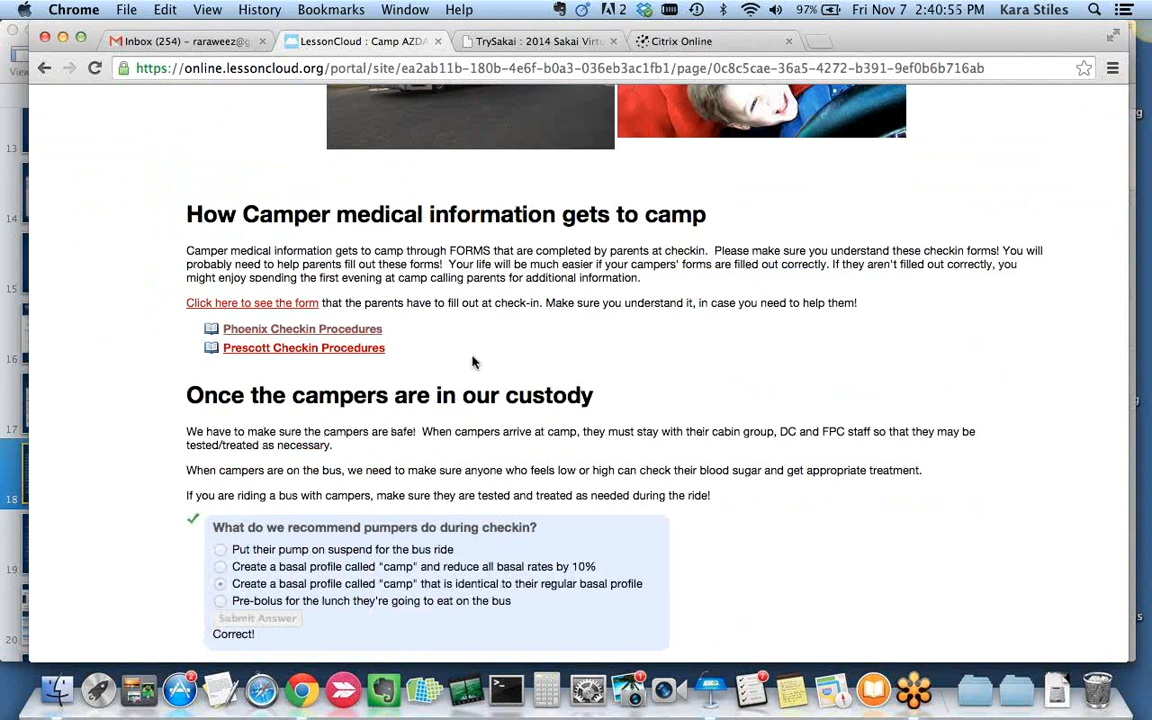 Chrome File Edit View History Bookmarks Window Help 2 97% Fri Nov 7 2:40:55 PM Kara Stiles
Inbox (254) – raraweez@g LessonCloud : Camp AZDA TrySakai : 2014 Sakai Virtu Citrix Online
https://online.lessoncloud.org/portal/site/ea2ab11b-180b-4e6f-b0a3-036eb3ac1fb1/page/0c8c5cae-36a5-4272-b391-9ef0b6b716ab
View
13
14
15
16
17
18
19
20
How Camper medical information gets to camp
Camper medical information gets to camp through FORMS that are completed by parents at checkin. Please make sure you understand these checkin forms! You will
probably need to help parents fill out these forms! Your life will be much easier if your campers' forms are filled out correctly. If they aren't filled out correctly, you
might enjoy spending the first evening at camp calling parents for additional information.
Click here to see the form that the parents have to fill out at check-in. Make sure you understand it, in case you need to help them!
Phoenix Checkin Procedures
Prescott Checkin Procedures
Once the campers are in our custody
We have to make sure the campers are safe! When campers arrive at camp, they must stay with their cabin group, DC and FPC staff so that they may be
tested/treated as necessary.
When campers are on the bus, we need to make sure anyone who feels low or high can check their blood sugar and get appropriate treatment.
If you are riding a bus with campers, make sure they are tested and treated as needed during the ride!
What do we recommend pumpers do during checkin?
Put their pump on suspend for the bus ride
Create a basal profile called "camp" and reduce all basal rates by 10%
Create a basal profile called "camp" that is identical to their regular basal profile
Pre-bolus for the lunch they're going to eat on the bus
Submit Answer
Correct!